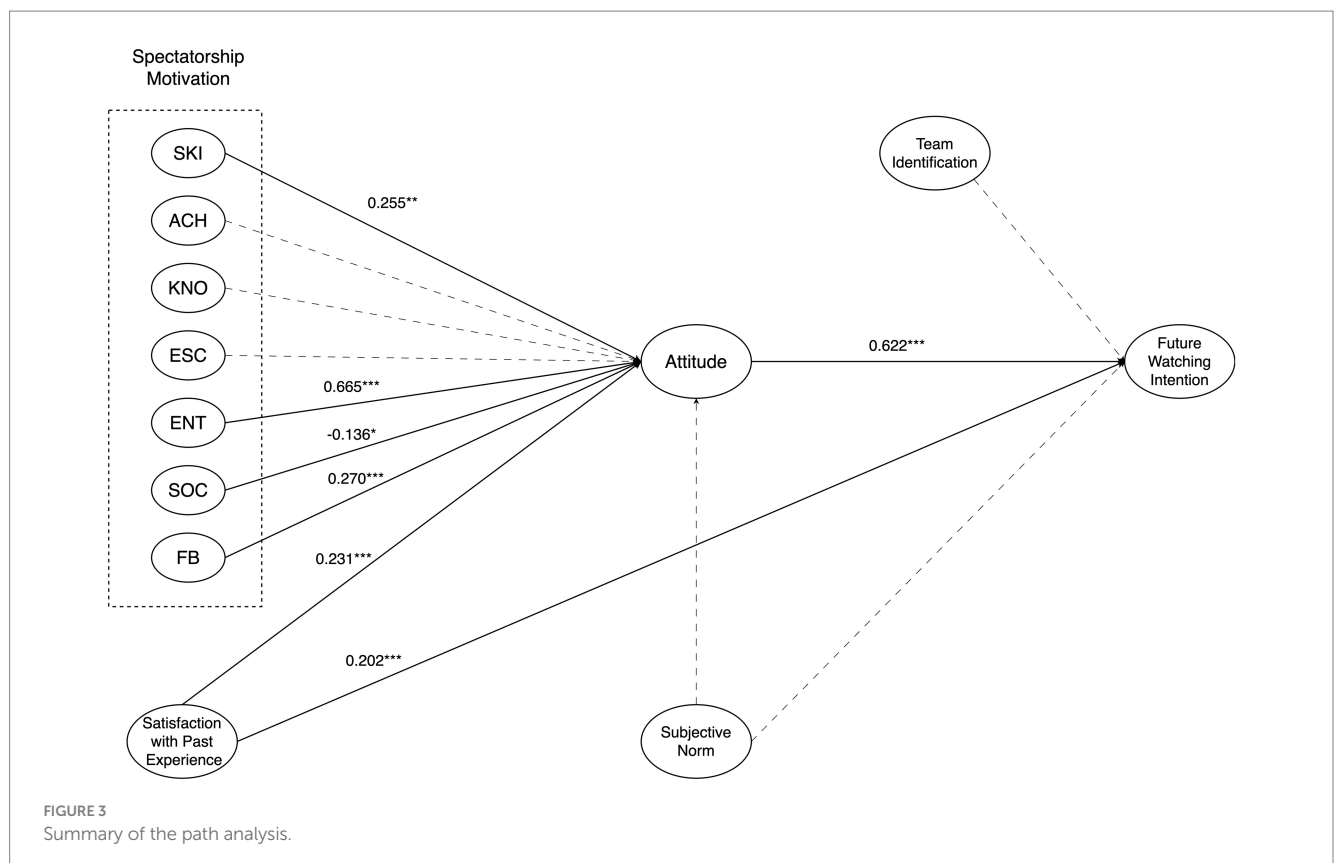 Spectatorship
Motivation
SKI
ACH
KNO
ESC
ENT
SOC
FB
0.255**
0.665***
-0.136*
0.270***
0.231***
0.202***
Satisfaction
with Past
Experience
Attitude
0.622***
Subjective
Norm
Team
Identification
Future
Watching
Intention
FIGURE 3
Summary of the path analysis.